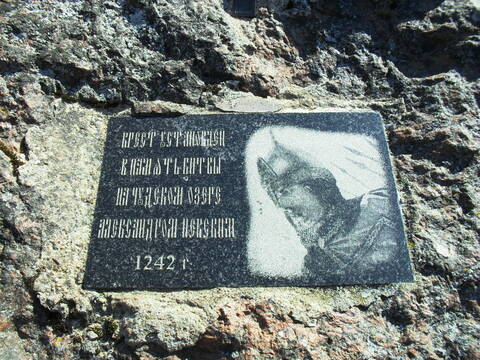 КРЕСТ УСТАНОВЛЕН
В ПАМЯТЬ БИТВЫ
НА ЧУДСКОМ ОЗЕРЕ
АЛЕКСАНДРОМ НЕВСКИМ
1242 г.